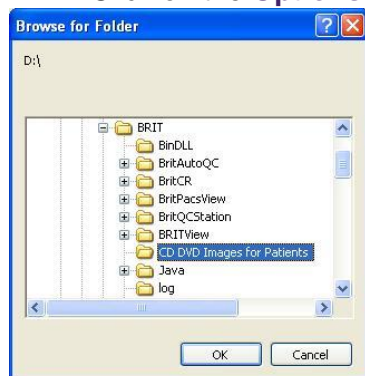 Browse for Folder
D:\
BRIT
BinDLL
BritAutoQC
BritCR
BritPacsView
BritQCStation
BRITView
CD DVD Images for Patients
Java
log
OK
Cancel